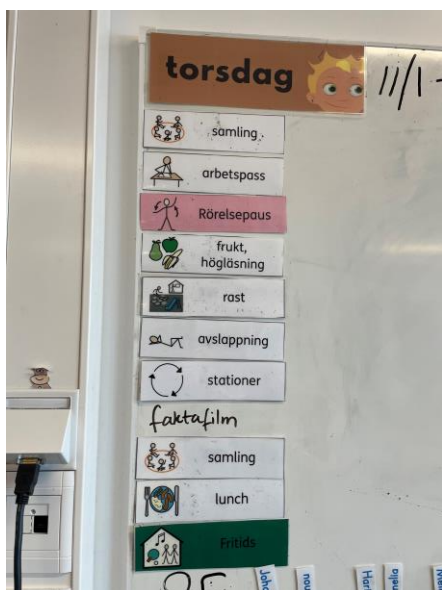 torsdag
11/1-
samling
arbetspass
Rörelsepaus
frukt,
högläsning
rast
avslappning
stationer
faktafilm
samling
lunch
Fritids